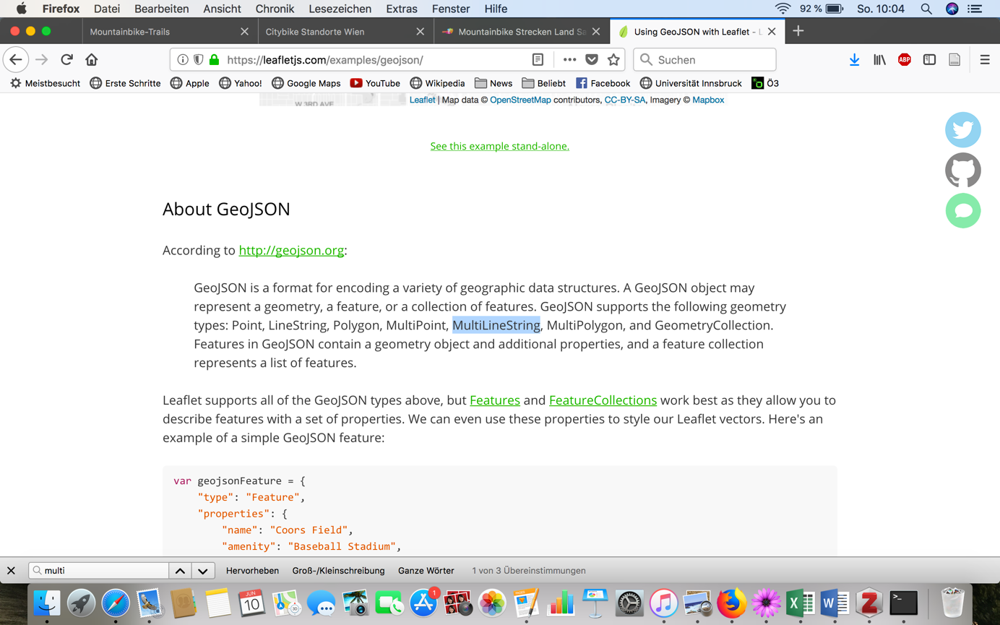 Firefox Datei Bearbeiten Ansicht Chronik Lesezeichen Extras Fenster Hilfe 92 % So. 10:04
Mountainbike-Trails Citybike Standorte Wien Mountainbike Strecken Land Sa Using GeoJSON with Leaflet - L
https://leafletjs.com/examples/geojson/ Suchen ABP
Meistbesucht Erste Schritte Apple Yahoo! Google Maps YouTube Wikipedia News Beliebt Facebook Universität Innsbruck Ö3
W 3RD AVE Leaflet | Map data © OpenStreetMap contributors, CC-BY-SA, Imagery © Mapbox
See this example stand-alone.
About GeoJSON
According to http://geojson.org:
GeoJSON is a format for encoding a variety of geographic data structures. A GeoJSON object may
represent a geometry, a feature, or a collection of features. GeoJSON supports the following geometry
types: Point, LineString, Polygon, MultiPoint, MultiLineString, MultiPolygon, and GeometryCollection.
Features in GeoJSON contain a geometry object and additional properties, and a feature collection
represents a list of features.
Leaflet supports all of the GeoJSON types above, but Features and FeatureCollections work best as they allow you to
describe features with a set of properties. We can even use these properties to style our Leaflet vectors. Here's an
example of a simple GeoJSON feature:
var geojsonFeature = {
"type": "Feature",
"properties": {
"name": "Coors Field",
"amenity": "Baseball Stadium",
multi Hervorheben Groß-/Kleinschreibung Ganze Wörter 1 von 3 Übereinstimmungen
JUN
10
3D
1